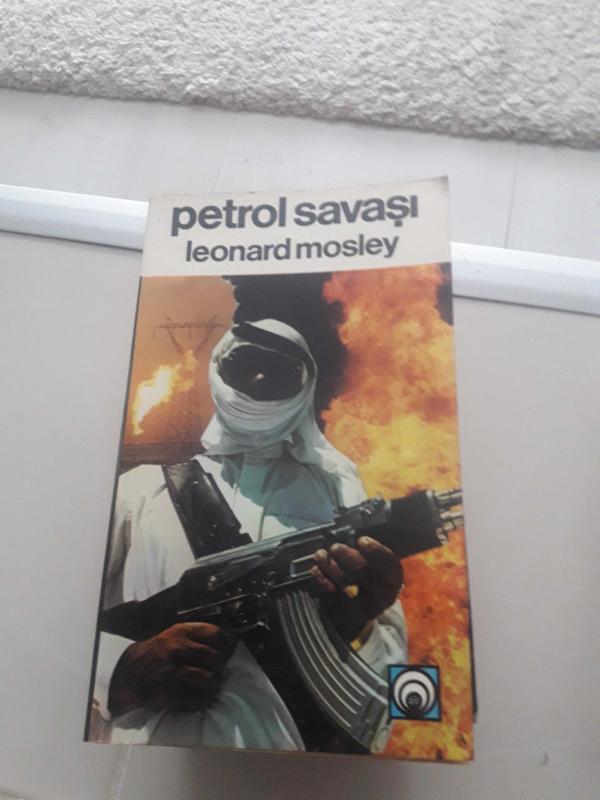 petrol savaşı
leonard mosley